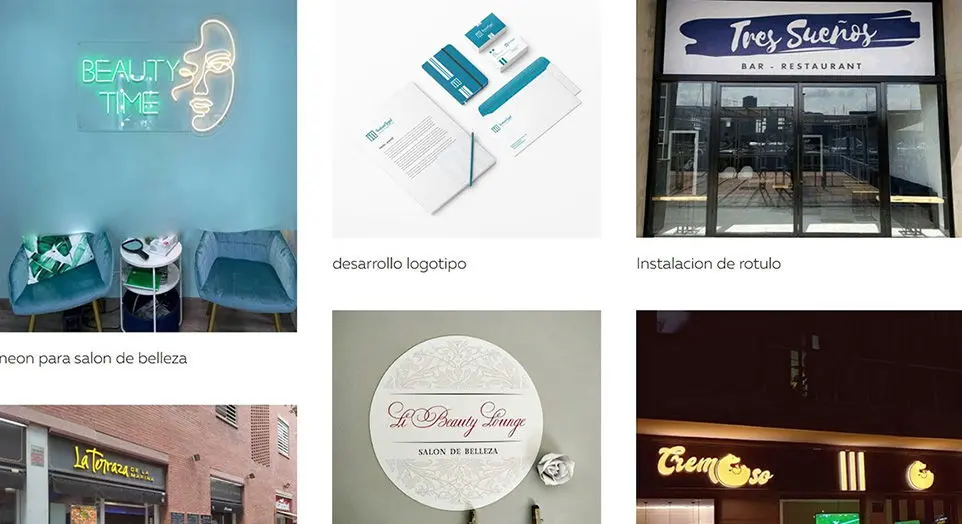 BEAUTY
TIME
neon para salon de belleza
La Terraza DE LA
MARINA
desarrollo logotipo
Li Beauty Lounge
SALON DE BELLEZA
Tres Sueños
BAR - RESTAURANT
Instalacion de rotulo
Cremoso